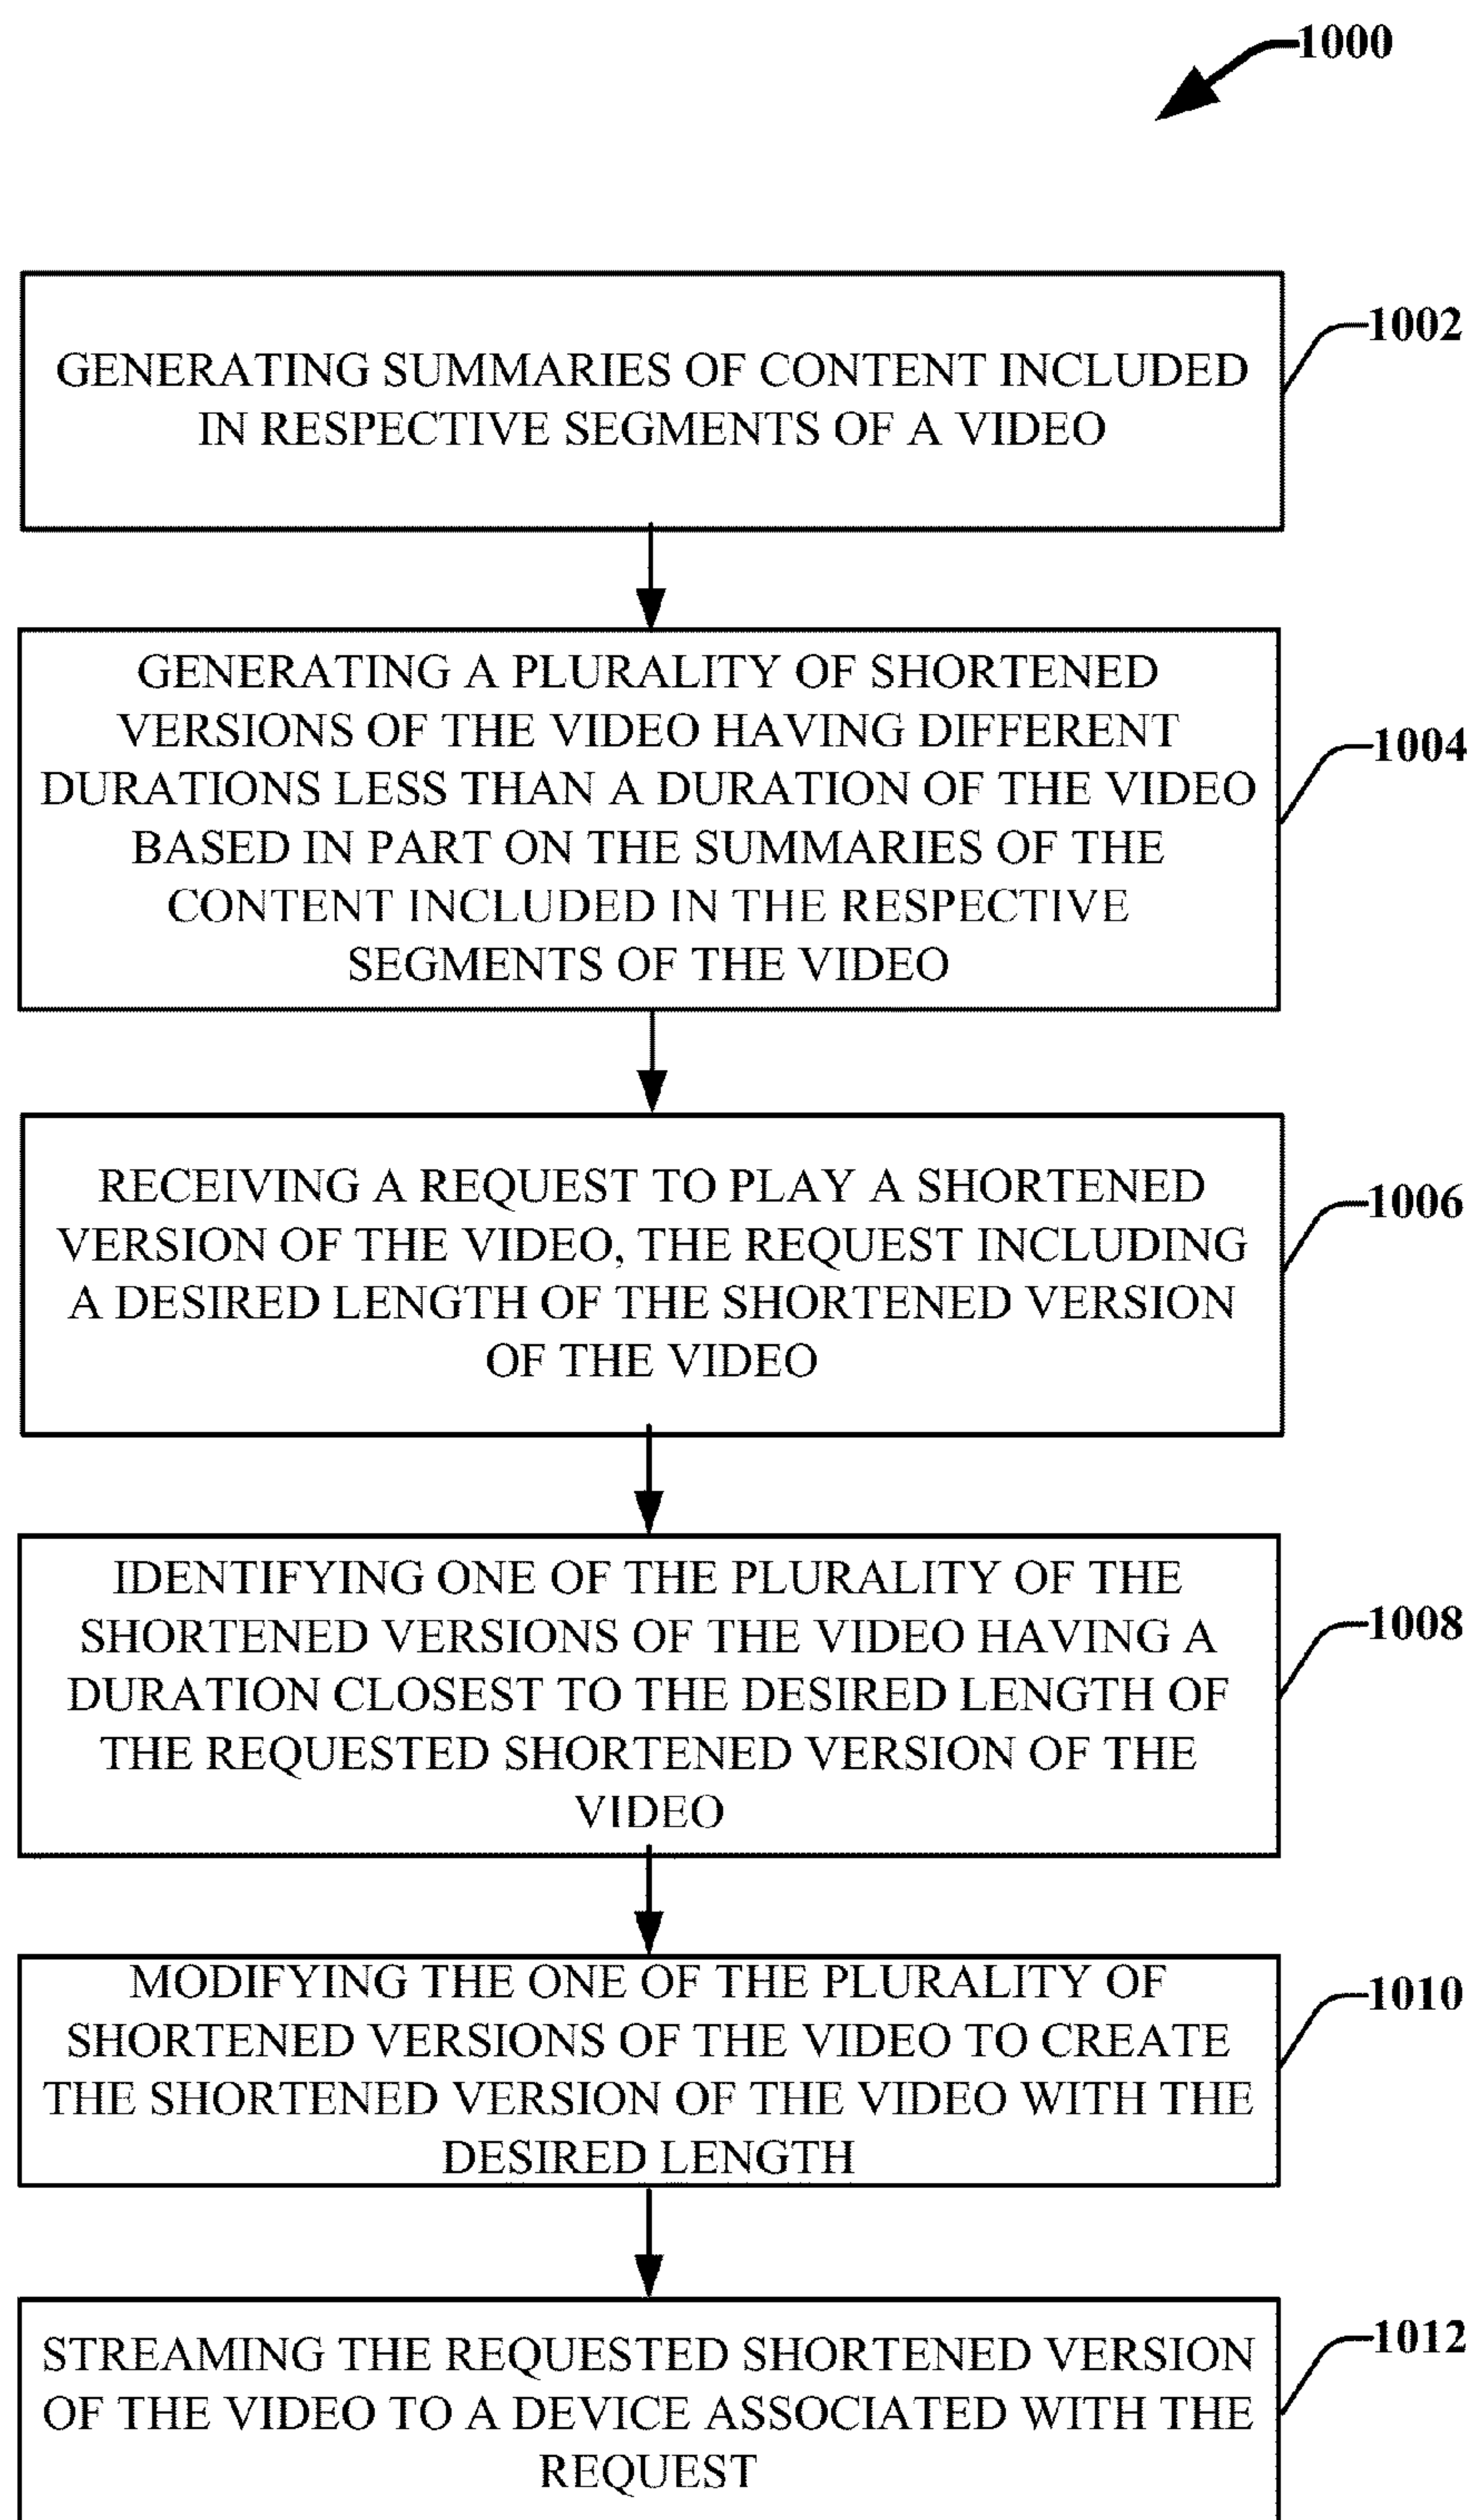 1000
GENERATING SUMMARIES OF CONTENT INCLUDED
IN RESPECTIVE SEGMENTS OF A VIDEO
1002
GENERATING A PLURALITY OF SHORTENED
VERSIONS OF THE VIDEO HAVING DIFFERENT
DURATIONS LESS THAN A DURATION OF THE VIDEO
BASED IN PART ON THE SUMMARIES OF THE
CONTENT INCLUDED IN THE RESPECTIVE
SEGMENTS OF THE VIDEO
1004
RECEIVING A REQUEST TO PLAY A SHORTENED
VERSION OF THE VIDEO, THE REQUEST INCLUDING
A DESIRED LENGTH OF THE SHORTENED VERSION
OF THE VIDEO
1006
IDENTIFYING ONE OF THE PLURALITY OF THE
SHORTENED VERSIONS OF THE VIDEO HAVING A
DURATION CLOSEST TO THE DESIRED LENGTH OF
THE REQUESTED SHORTENED VERSION OF THE
VIDEO
1008
MODIFYING THE ONE OF THE PLURALITY OF
SHORTENED VERSIONS OF THE VIDEO TO CREATE
THE SHORTENED VERSION OF THE VIDEO WITH THE
DESIRED LENGTH
1010
STREAMING THE REQUESTED SHORTENED VERSION
OF THE VIDEO TO A DEVICE ASSOCIATED WITH THE
REQUEST
1012